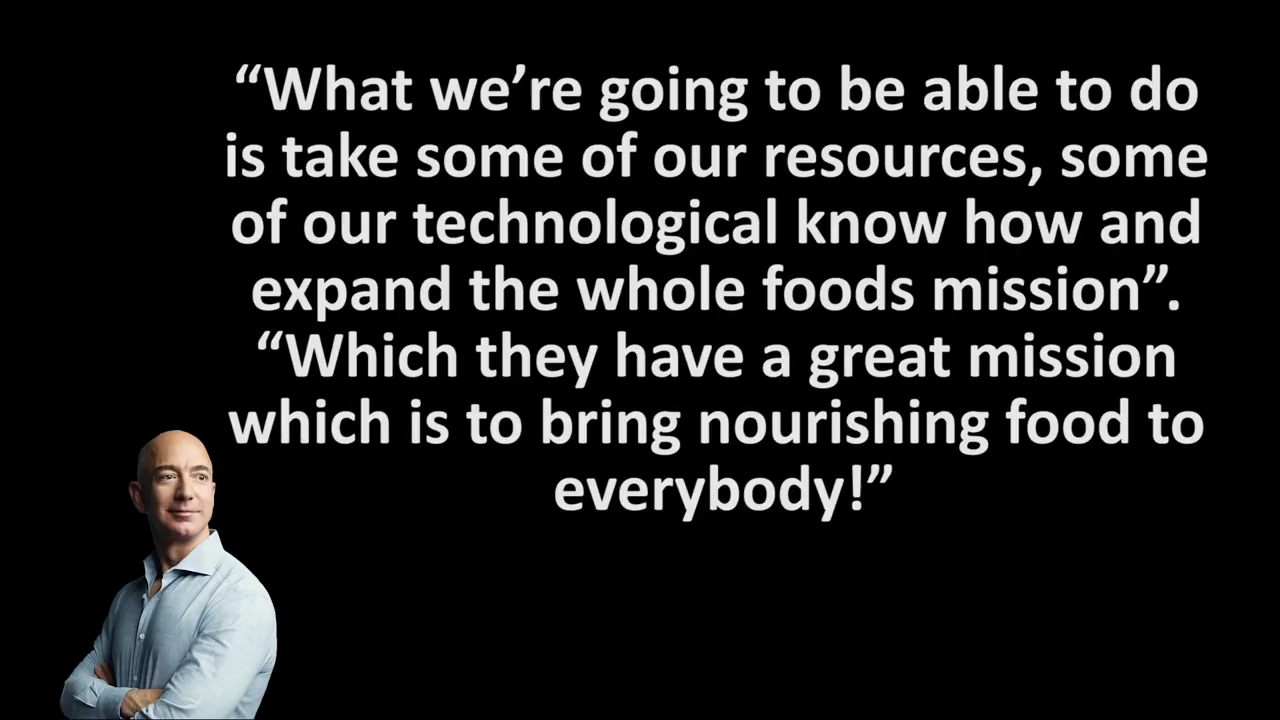 “What we’re going to be able to do
is take some of our resources, some
of our technological know how and
expand the whole foods mission”.
“Which they have a great mission
which is to bring nourishing food to
everybody!”